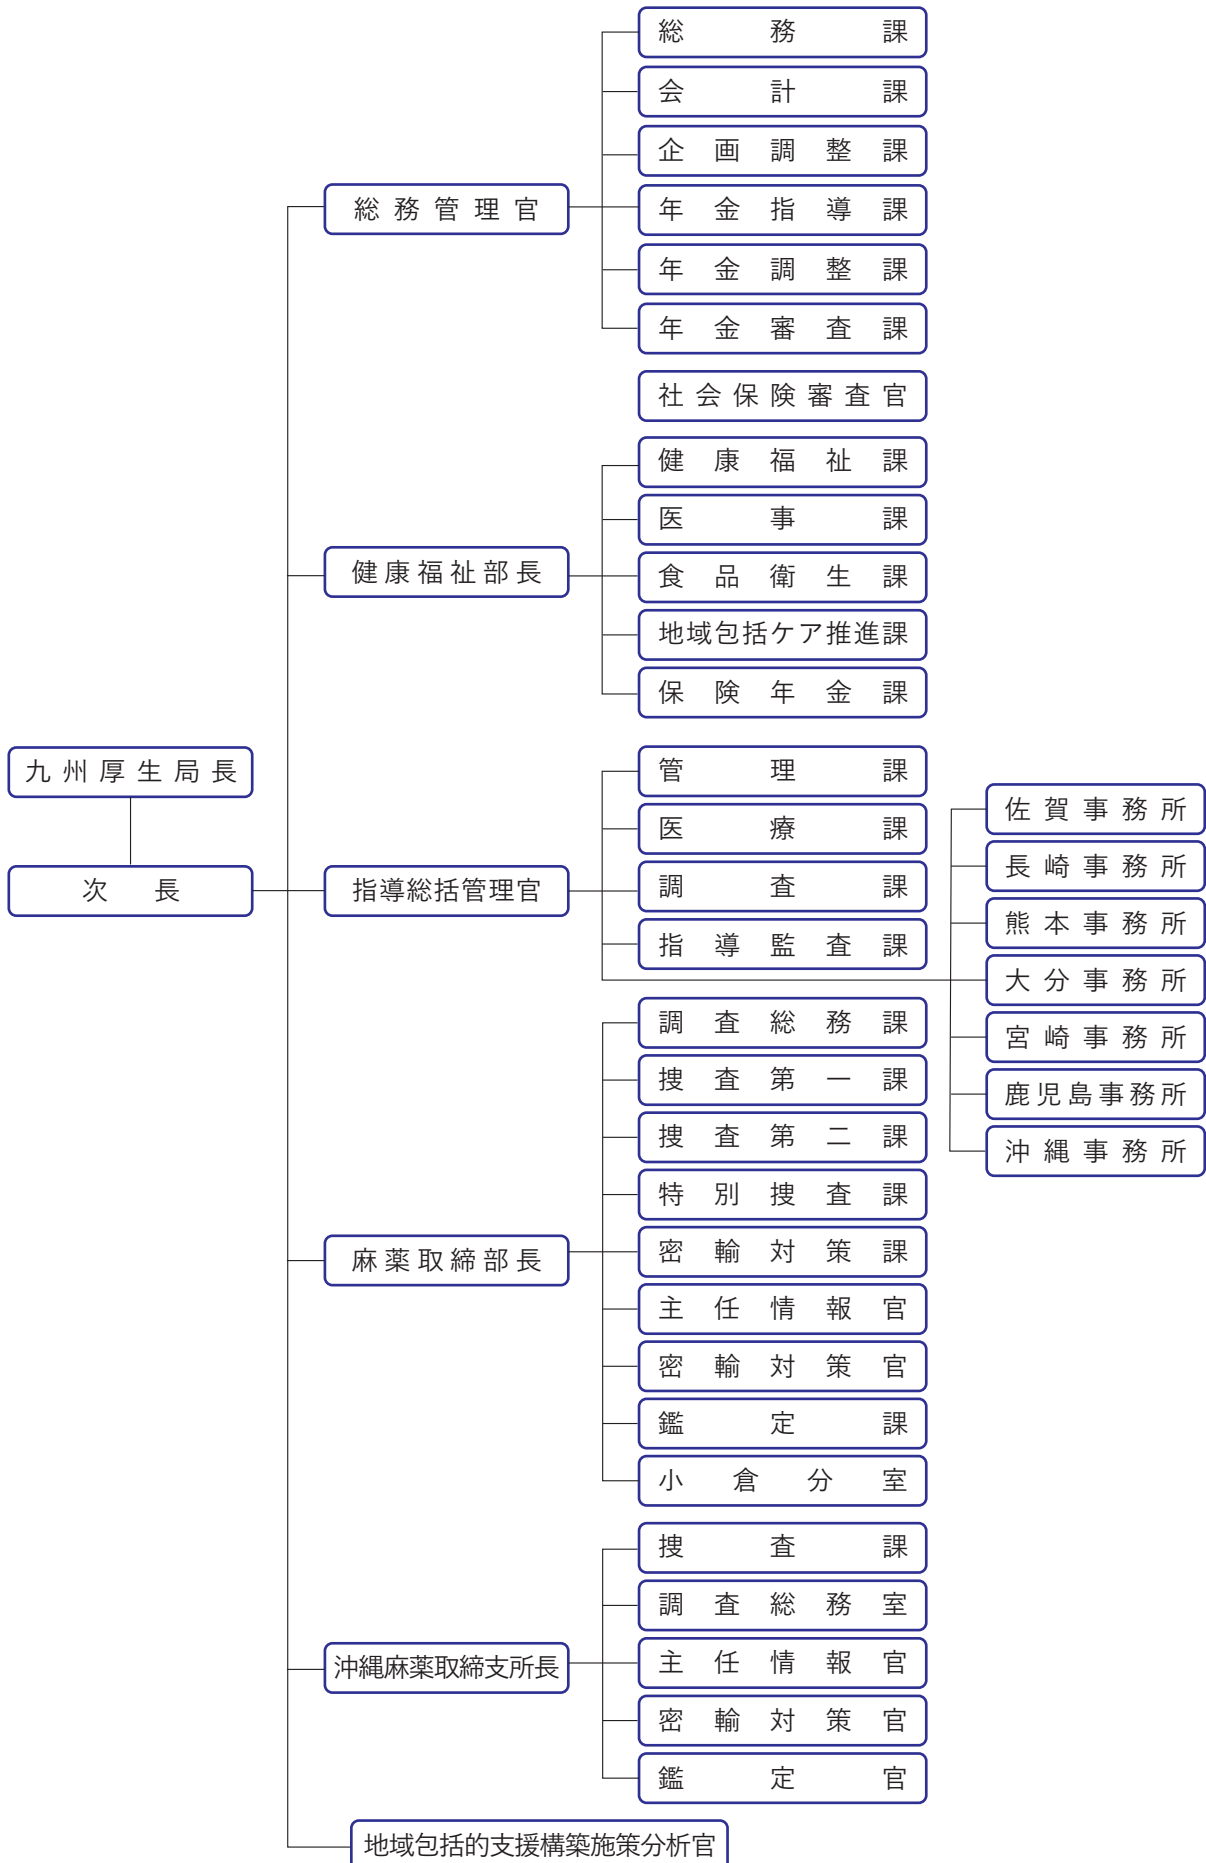 九州厚生局長
次長
総務管理官
総務課
会計課
企画調整課
年金指導課
年金調整課
年金審査課
社会保険審査官
健康福祉部長
健康福祉課
医事課
食品衛生課
地域包括ケア推進課
保険年金課
指導総括管理官
管理課
医療課
調査課
指導監査課
佐賀事務所
長崎事務所
熊本事務所
大分事務所
宮崎事務所
鹿児島事務所
沖縄事務所
麻薬取締部長
調査総務課
捜査第一課
捜査第二課
特別捜査課
密輸対策課
主任情報官
密輸対策官
鑑定課
小倉分室
沖縄麻薬取締支所長
捜査課
調査総務室
主任情報官
密輸対策官
鑑定官
地域包括的支援構築施策分析官